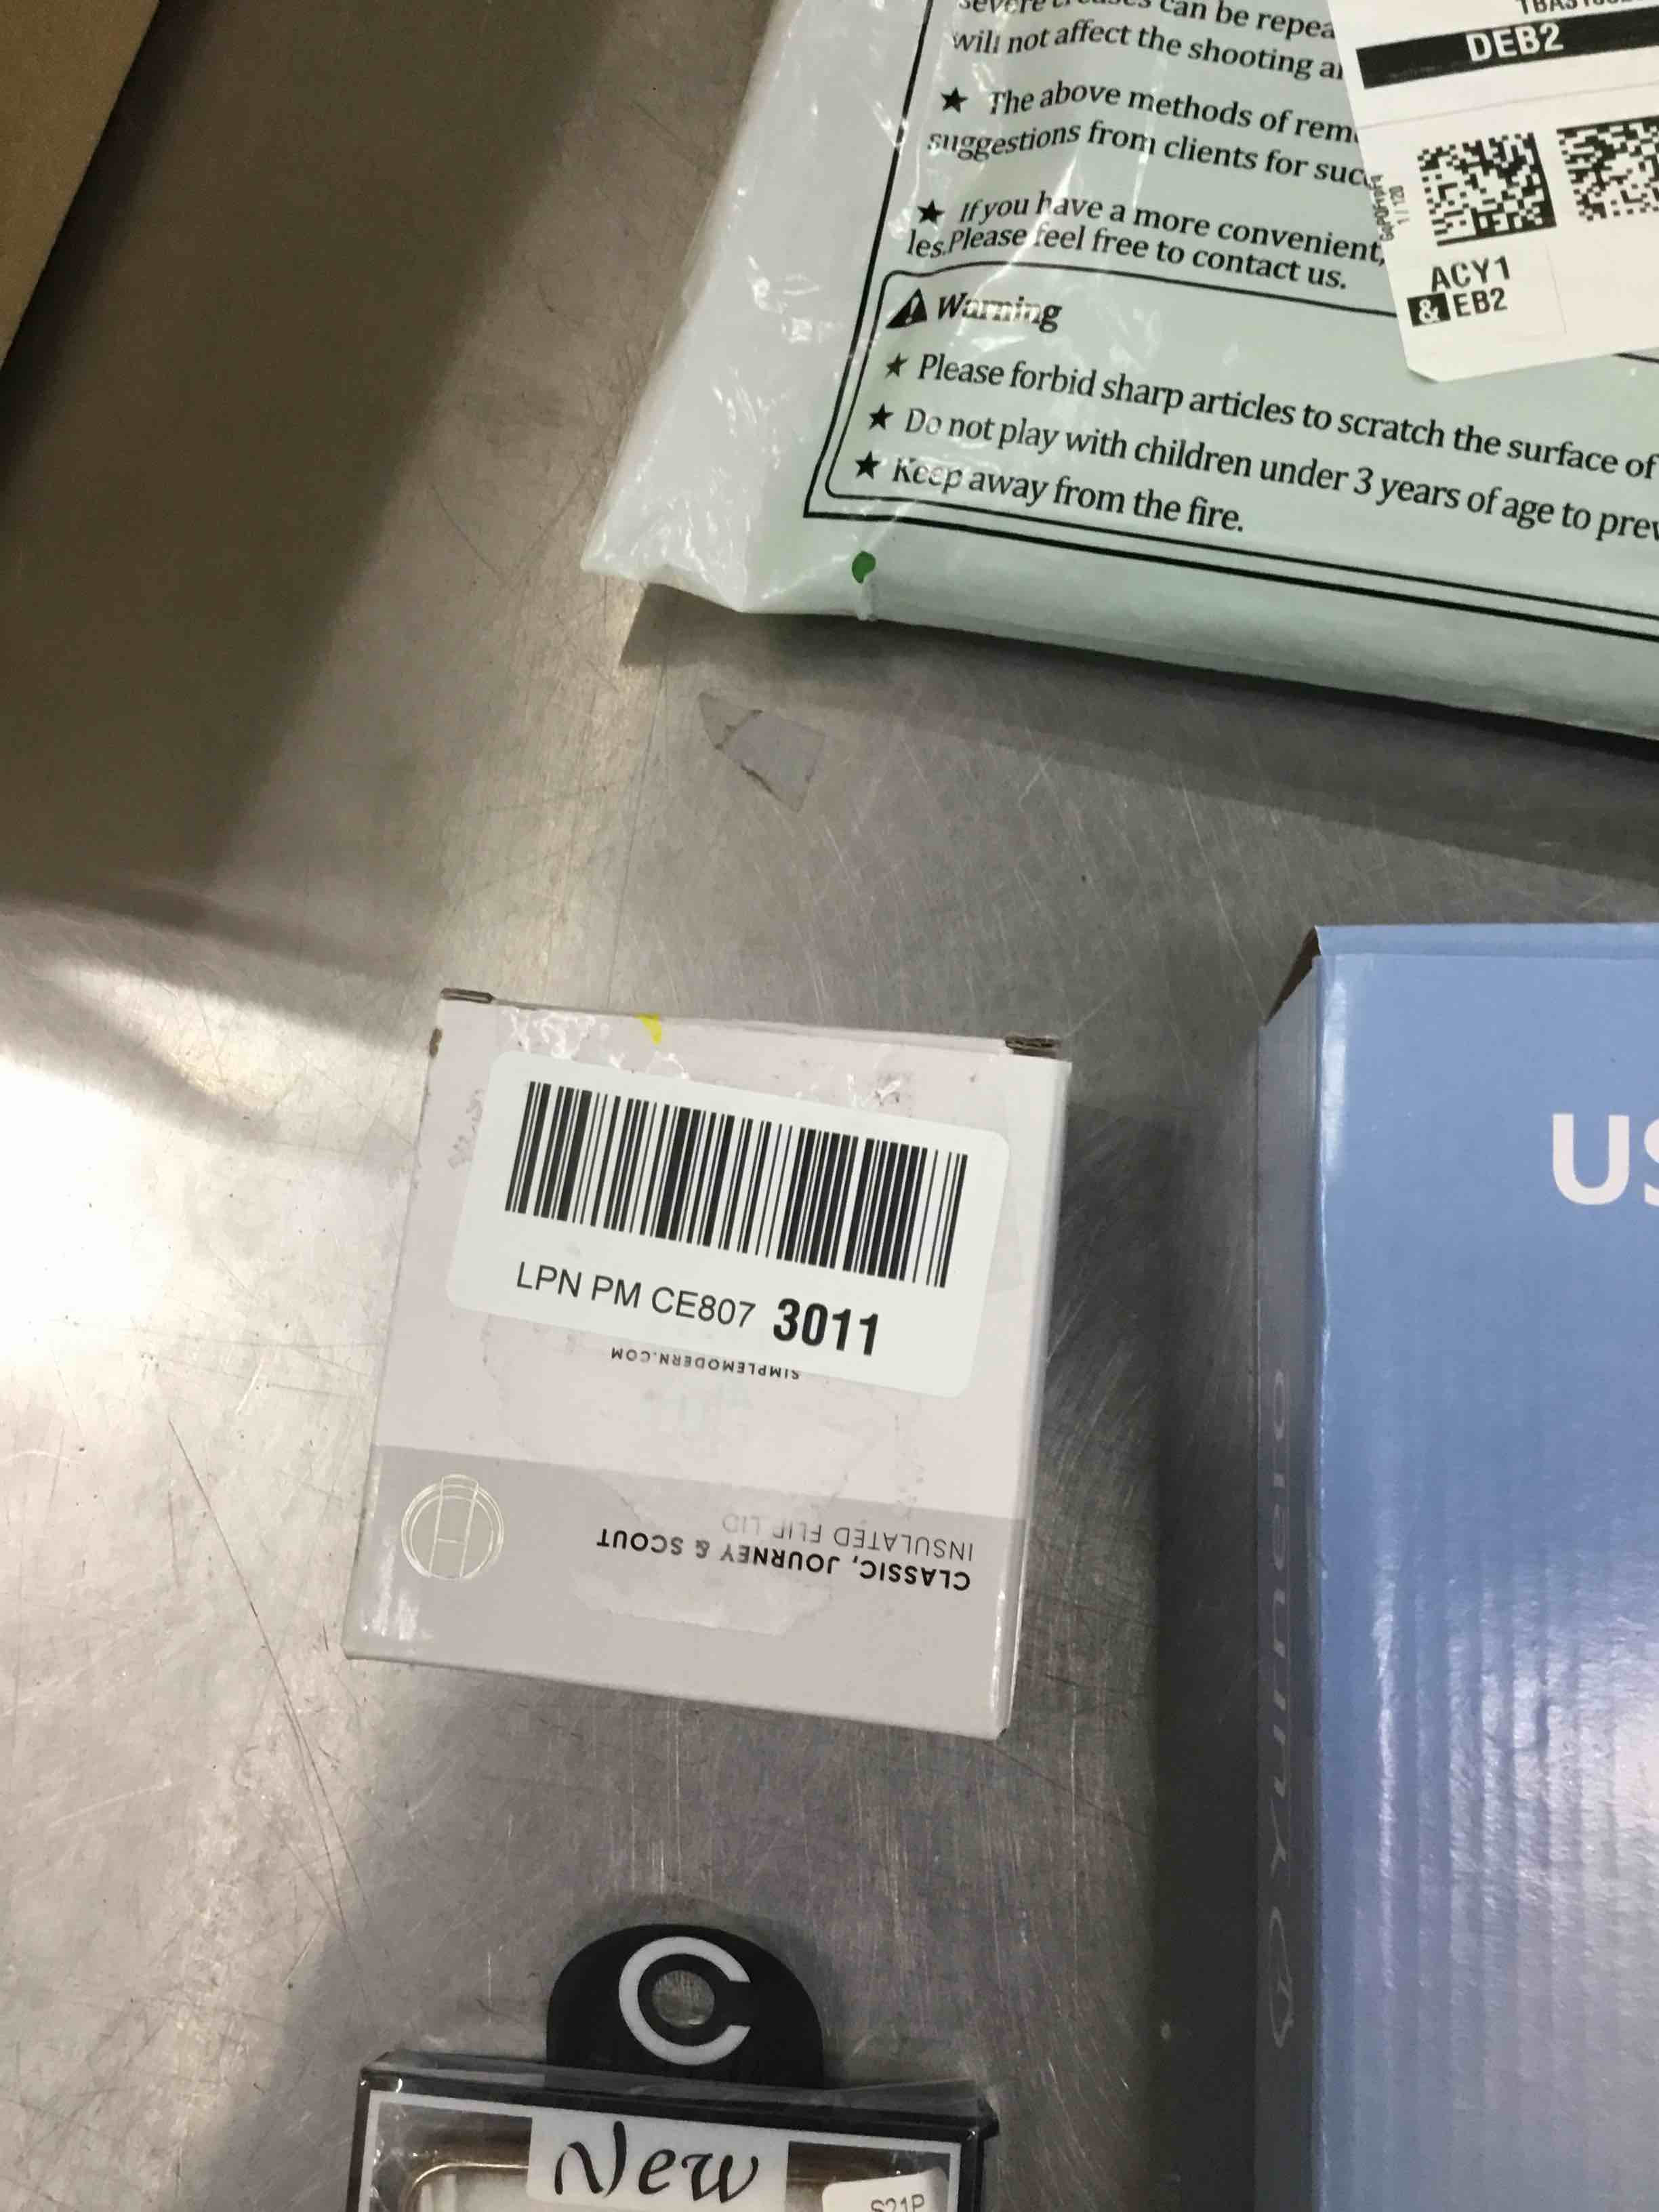 can be repea
will not affect the shooting
★ The above methods of rem
suggestions from clients for suc
★ If you have a more convenient,
les.Please feel free to contact us.
⚠ Warning
★ Please forbid sharp articles to scratch the surface of
★ Do not play with children under 3 years of age to prev
★ Keep away from the fire.
DEB2
ACY1
& EB2
US
LPN PM CE807 3011
SIMPLEMODERN.COM
CLASSIC, JOURNEY & SCOUT
INSULATED FLIP LID
C
New
S21P